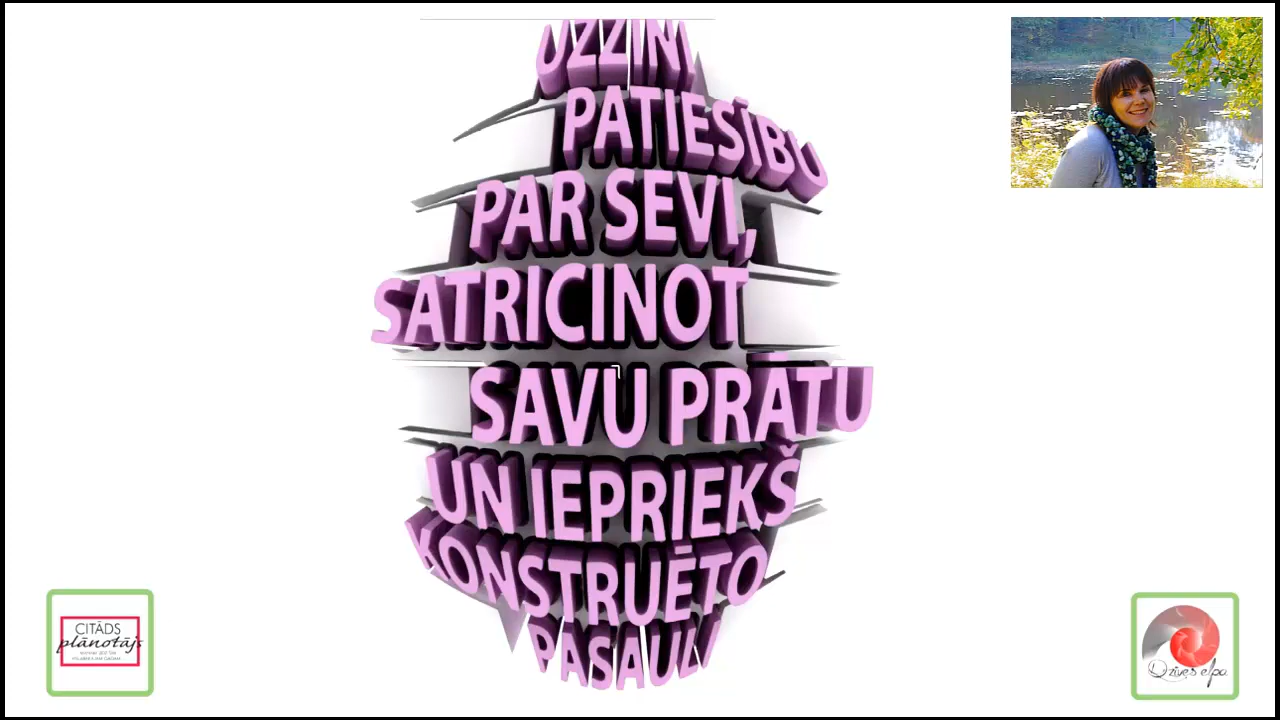 UZZINI
PATIESĪBU
PAR SEVI,
SATRICINOT
SAVU PRĀTU
UN IEPRIEKŠ
KONSTRUĒTO
PASAULI
CITĀDS
plānotājs
Dzīves elpa